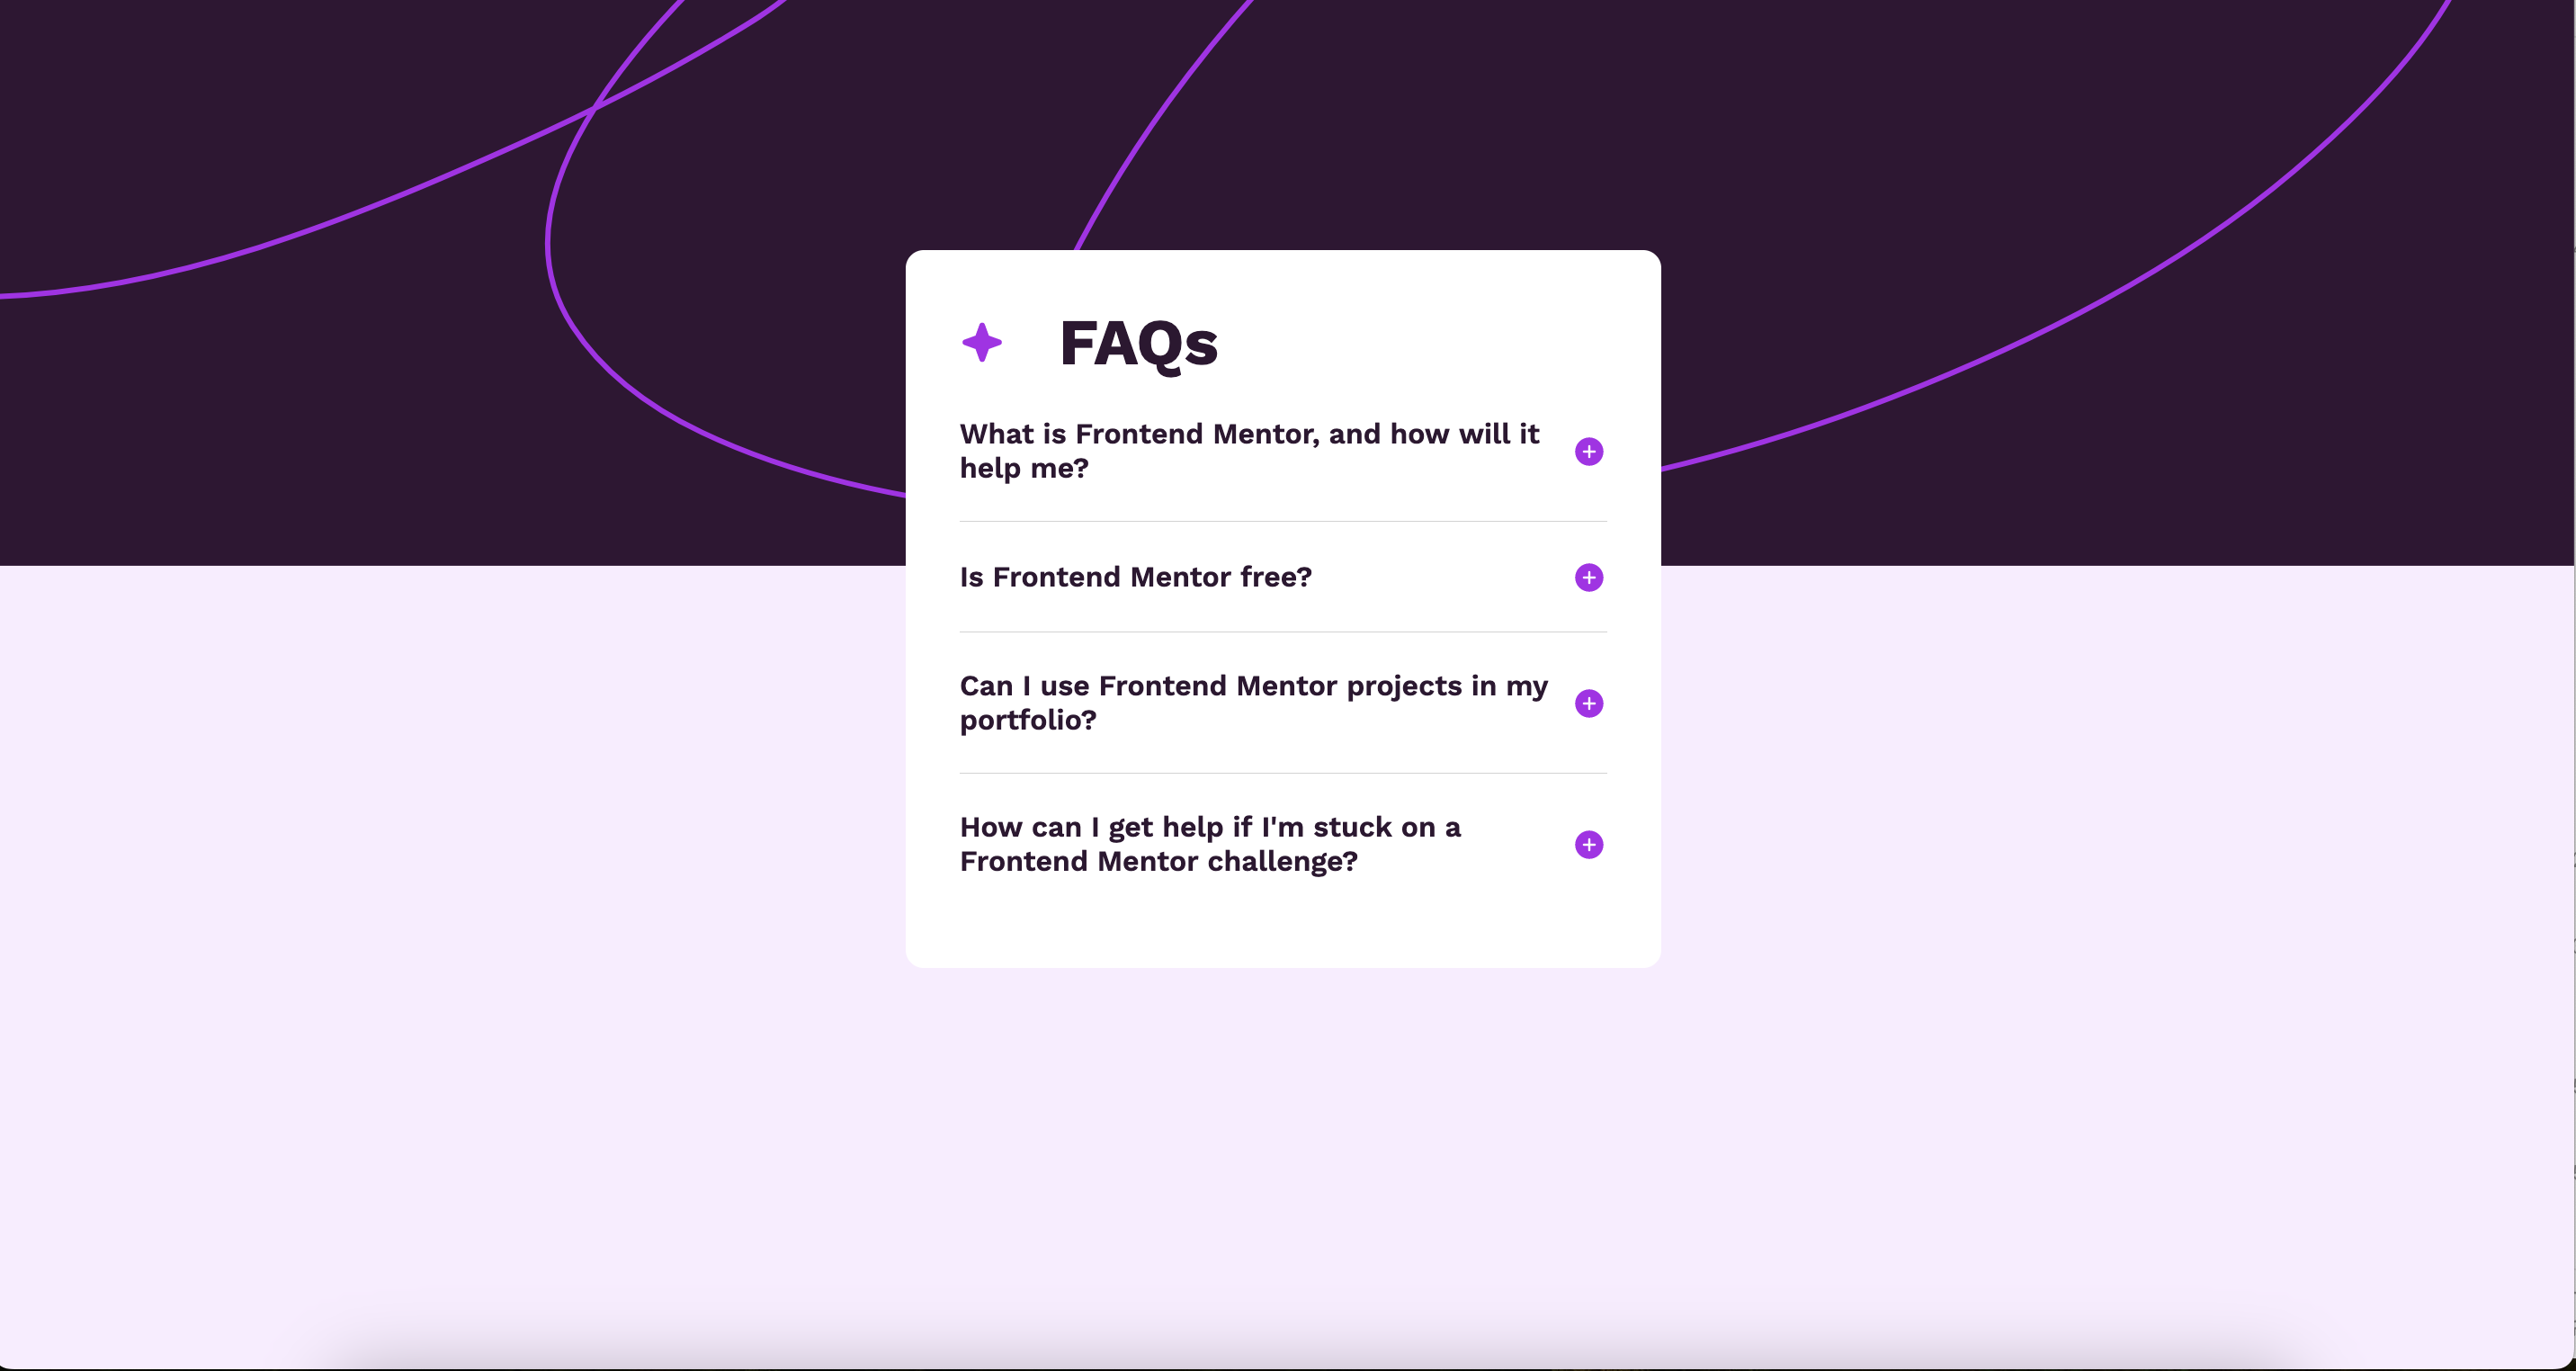 FAQs
What is Frontend Mentor, and how will it
help me?
Is Frontend Mentor free?
Can I use Frontend Mentor projects in my
portfolio?
How can I get help if I'm stuck on a
Frontend Mentor challenge?